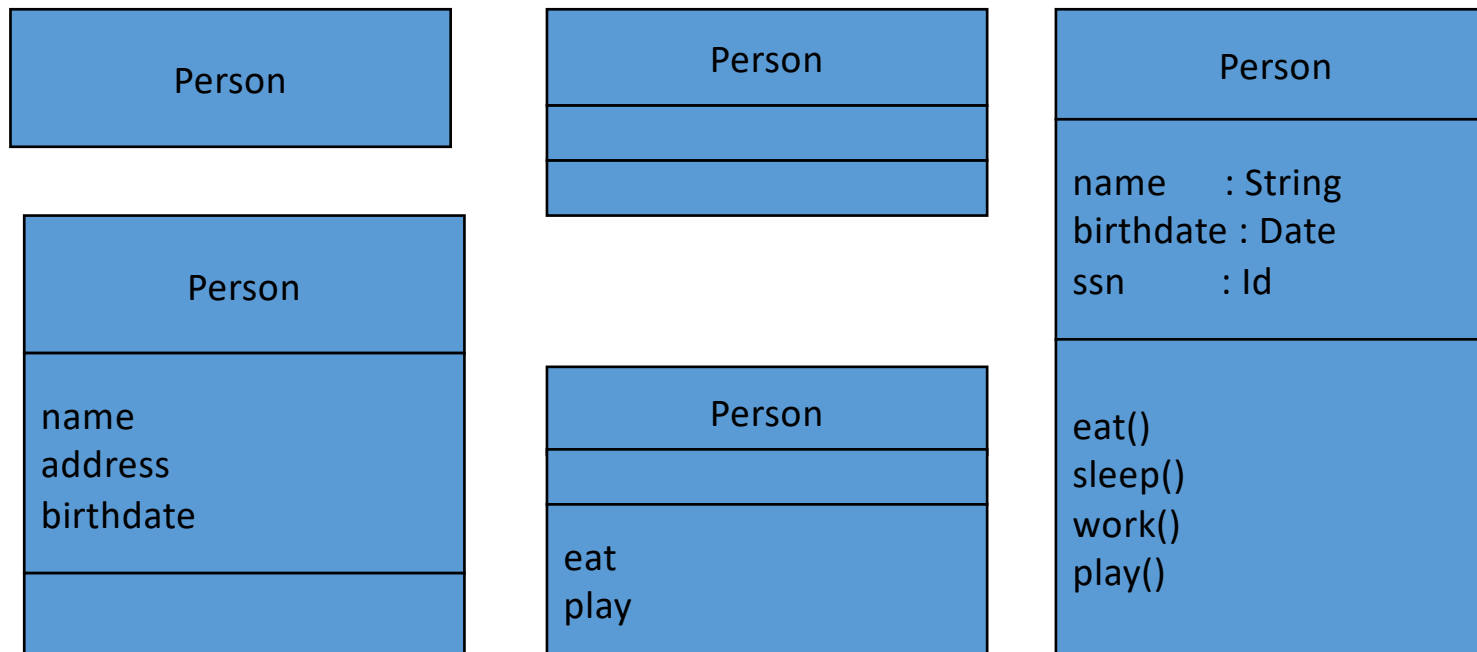 Person
Person
name
address
birthdate
Person
Person
eat
play
Person
name : String
birthdate : Date
ssn : Id
eat()
sleep()
work()
play()